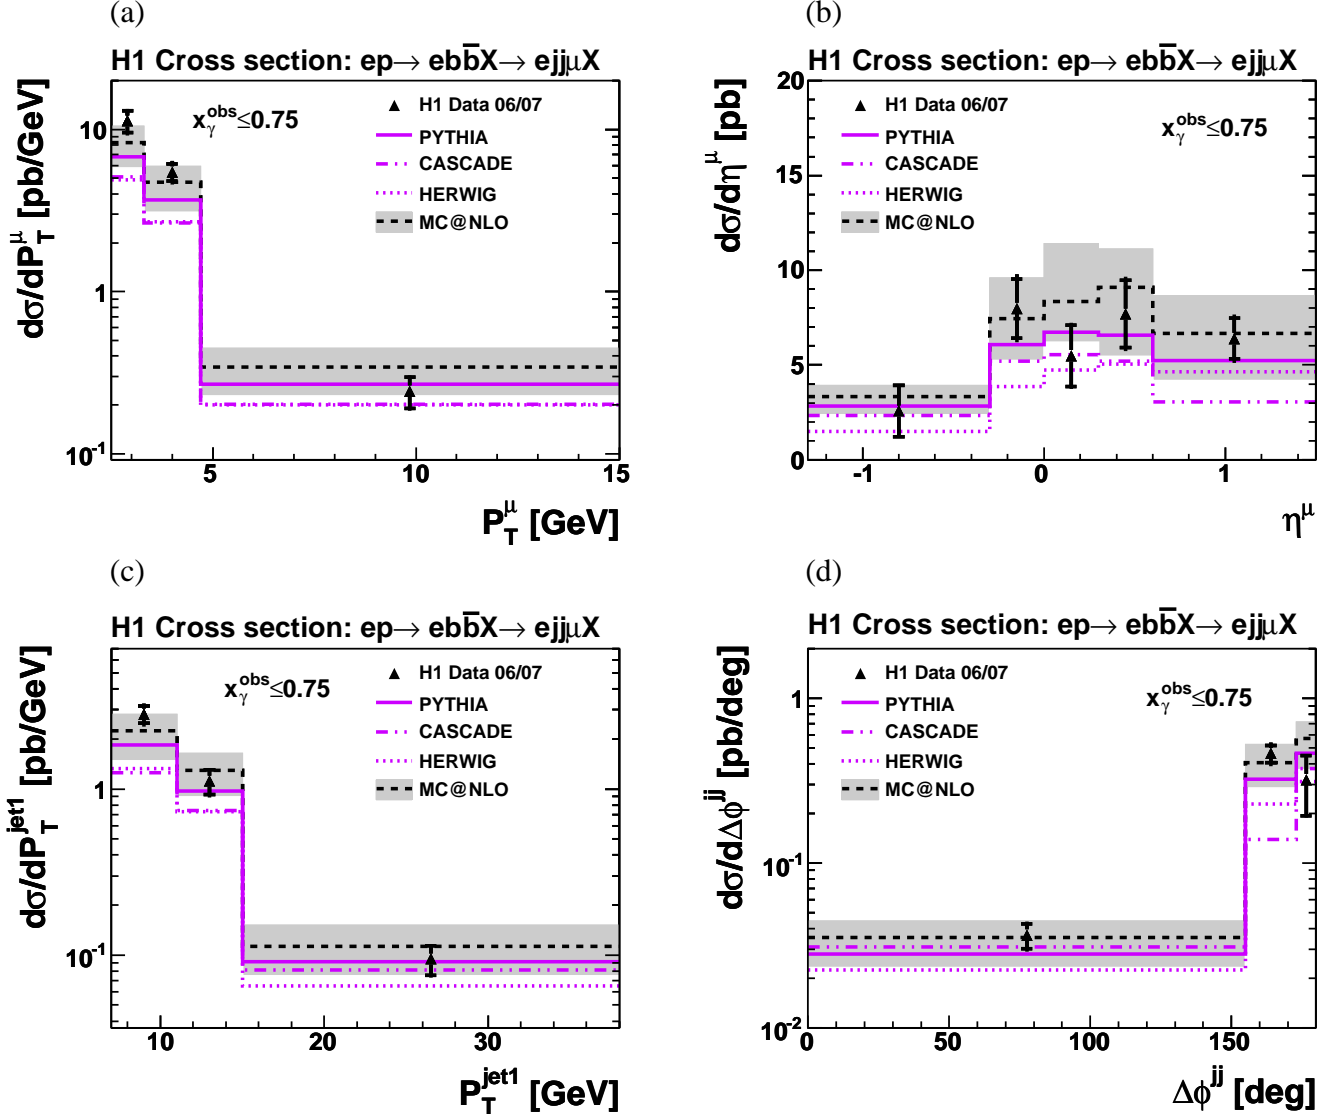 (a)
H1 Cross section: ep→ ebb̅X→ ejjμX
dσ/dP_T^μ [pb/GeV]
10
1
10^-1
x_γ^obs≤0.75
H1 Data 06/07
PYTHIA
CASCADE
HERWIG
MC@NLO
5 10 15
P_T^μ [GeV]
(b)
H1 Cross section: ep→ ebb̅X→ ejjμX
dσ/dη^μ [pb]
20
15
10
5
0
H1 Data 06/07
PYTHIA
CASCADE
HERWIG
MC@NLO
x_γ^obs≤0.75
-1 0 1
η^μ
(c)
H1 Cross section: ep→ ebb̅X→ ejjμX
dσ/dP_T^jet1 [pb/GeV]
1
10^-1
x_γ^obs≤0.75
H1 Data 06/07
PYTHIA
CASCADE
HERWIG
MC@NLO
10 20 30
P_T^jet1 [GeV]
(d)
H1 Cross section: ep→ ebb̅X→ ejjμX
dσ/dΔϕ^jj [pb/deg]
1
10^-1
10^-2
H1 Data 06/07
PYTHIA
CASCADE
HERWIG
MC@NLO
x_γ^obs≤0.75
0 50 100 150
Δϕ^jj [deg]